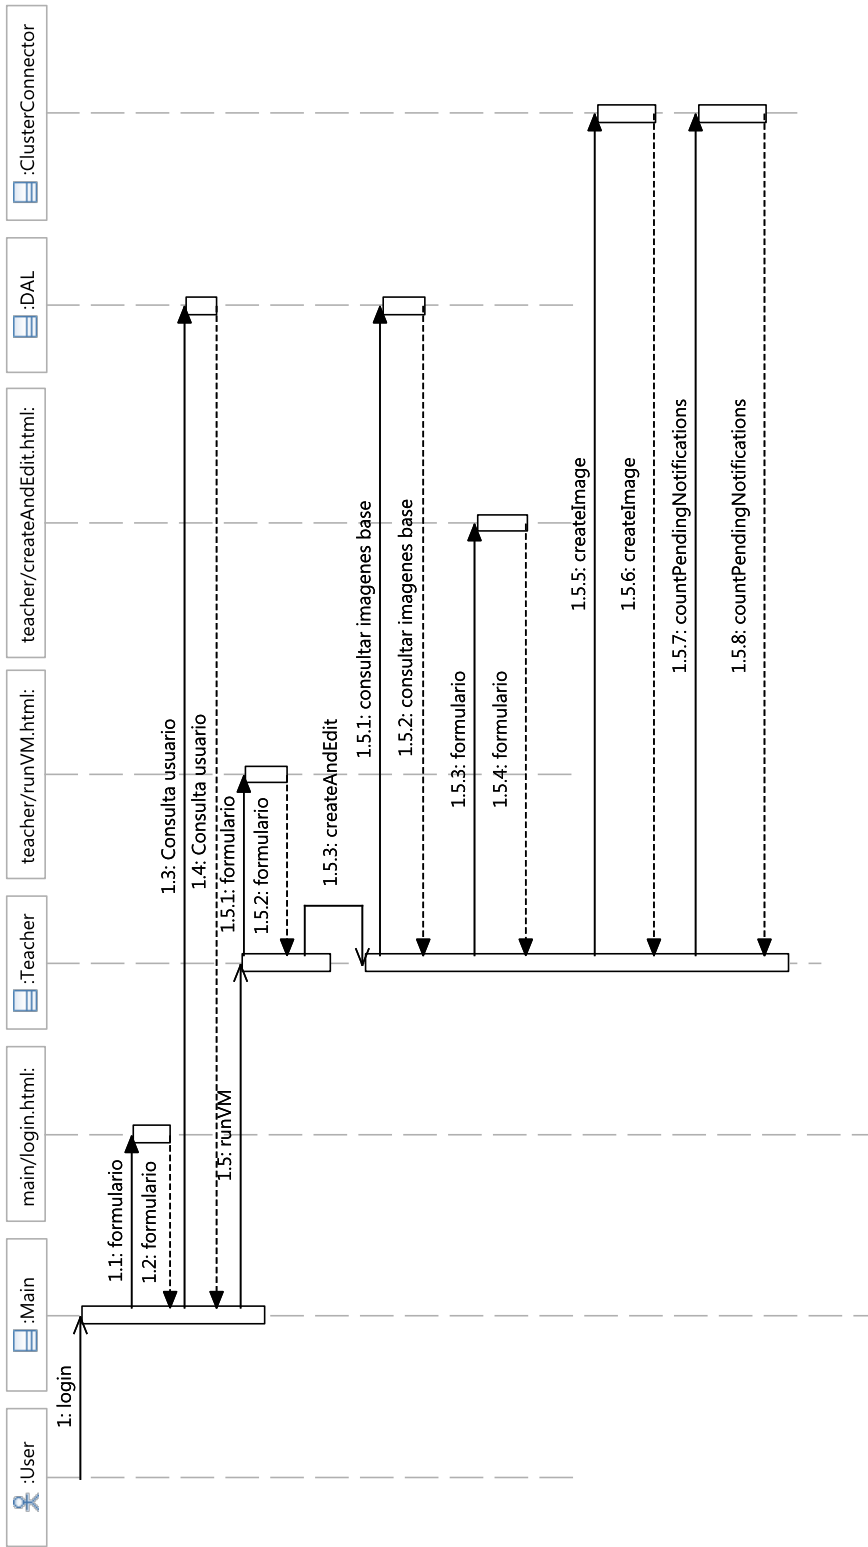 :User
:Main
main/login.html:
:Teacher
teacher/runVM.html:
teacher/createAndEdit.html:
:DAL
:ClusterConnector
1: login
1.1: formulario
1.2: formulario
1.3: Consulta usuario
1.4: Consulta usuario
1.5: runVM
1.5.1: formulario
1.5.2: formulario
1.5.3: createAndEdit
1.5.1: consultar imagenes base
1.5.2: consultar imagenes base
1.5.3: formulario
1.5.4: formulario
1.5.5: createImage
1.5.6: createImage
1.5.7: countPendingNotifications
1.5.8: countPendingNotifications